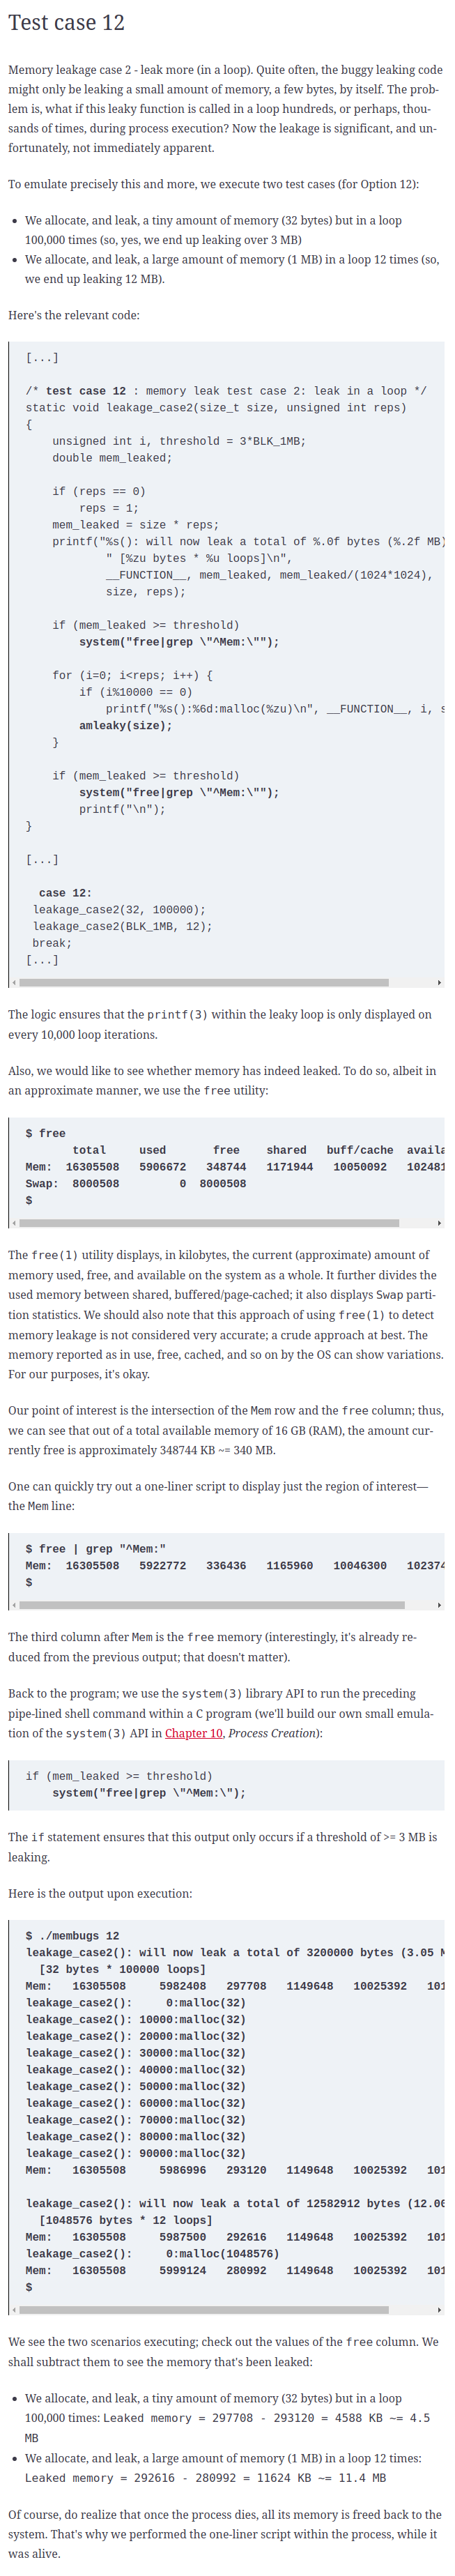 Test case 12
Memory leakage case 2 - leak more (in a loop). Quite often, the buggy leaking code
might only be leaking a small amount of memory, a few bytes, by itself. The prob-
lem is, what if this leaky function is called in a loop hundreds, or perhaps, thou-
sands of times, during process execution? Now the leakage is significant, and un-
fortunately, not immediately apparent.
To emulate precisely this and more, we execute two test cases (for Option 12):
• We allocate, and leak, a tiny amount of memory (32 bytes) but in a loop
100,000 times (so, yes, we end up leaking over 3 MB)
• We allocate, and leak, a large amount of memory (1 MB) in a loop 12 times (so,
we end up leaking 12 MB).
Here's the relevant code:
[...]
/* test case 12 : memory leak test case 2: leak in a loop */
static void leakage_case2(size_t size, unsigned int reps)
{
    unsigned int i, threshold = 3*BLK_1MB;
    double mem_leaked;
    if (reps == 0)
        reps = 1;
    mem_leaked = size * reps;
    printf("%s(): will now leak a total of %.0f bytes (%.2f MB)
            " [%zu bytes * %u loops]\n",
            __FUNCTION__, mem_leaked, mem_leaked/(1024*1024),
            size, reps);
    if (mem_leaked >= threshold)
        system("free|grep \"^Mem:\"");
    for (i=0; i<reps; i++) {
        if (i%10000 == 0)
            printf("%s():%6d:malloc(%zu)\n", __FUNCTION__, i, s
        amleaky(size);
    }
    if (mem_leaked >= threshold)
        system("free|grep \"^Mem:\"");
        printf("\n");
}
[...]
  case 12:
 leakage_case2(32, 100000);
 leakage_case2(BLK_1MB, 12);
 break;
[...]
The logic ensures that the printf(3) within the leaky loop is only displayed on
every 10,000 loop iterations.
Also, we would like to see whether memory has indeed leaked. To do so, albeit in
an approximate manner, we use the free utility:
$ free
       total     used       free    shared   buff/cache  availa
Mem:  16305508   5906672   348744   1171944   10050092   102481
Swap:  8000508         0  8000508
$
The free(1) utility displays, in kilobytes, the current (approximate) amount of
memory used, free, and available on the system as a whole. It further divides the
used memory between shared, buffered/page-cached; it also displays Swap parti-
tion statistics. We should also note that this approach of using free(1) to detect
memory leakage is not considered very accurate; a crude approach at best. The
memory reported as in use, free, cached, and so on by the OS can show variations.
For our purposes, it's okay.
Our point of interest is the intersection of the Mem row and the free column; thus,
we can see that out of a total available memory of 16 GB (RAM), the amount cur-
rently free is approximately 348744 KB ~= 340 MB.
One can quickly try out a one-liner script to display just the region of interest—
the Mem line:
$ free | grep "^Mem:"
Mem:  16305508   5922772   336436   1165960   10046300   102374
$
The third column after Mem is the free memory (interestingly, it's already re-
duced from the previous output; that doesn't matter).
Back to the program; we use the system(3) library API to run the preceding
pipe-lined shell command within a C program (we'll build our own small emula-
tion of the system(3) API in Chapter 10, Process Creation):
if (mem_leaked >= threshold)
    system("free|grep \"^Mem:\");
The if statement ensures that this output only occurs if a threshold of >= 3 MB is
leaking.
Here is the output upon execution:
$ ./membugs 12
leakage_case2(): will now leak a total of 3200000 bytes (3.05 M
  [32 bytes * 100000 loops]
Mem:   16305508     5982408   297708   1149648   10025392   101
leakage_case2():     0:malloc(32)
leakage_case2(): 10000:malloc(32)
leakage_case2(): 20000:malloc(32)
leakage_case2(): 30000:malloc(32)
leakage_case2(): 40000:malloc(32)
leakage_case2(): 50000:malloc(32)
leakage_case2(): 60000:malloc(32)
leakage_case2(): 70000:malloc(32)
leakage_case2(): 80000:malloc(32)
leakage_case2(): 90000:malloc(32)
Mem:   16305508     5986996   293120   1149648   10025392   101
leakage_case2(): will now leak a total of 12582912 bytes (12.00
  [1048576 bytes * 12 loops]
Mem:   16305508     5987500   292616   1149648   10025392   101
leakage_case2():     0:malloc(1048576)
Mem:   16305508     5999124   280992   1149648   10025392   101
$
We see the two scenarios executing; check out the values of the free column. We
shall subtract them to see the memory that's been leaked:
• We allocate, and leak, a tiny amount of memory (32 bytes) but in a loop
100,000 times: Leaked memory = 297708 - 293120 = 4588 KB ~= 4.5
MB
• We allocate, and leak, a large amount of memory (1 MB) in a loop 12 times:
Leaked memory = 292616 - 280992 = 11624 KB ~= 11.4 MB
Of course, do realize that once the process dies, all its memory is freed back to the
system. That's why we performed the one-liner script within the process, while it
was alive.